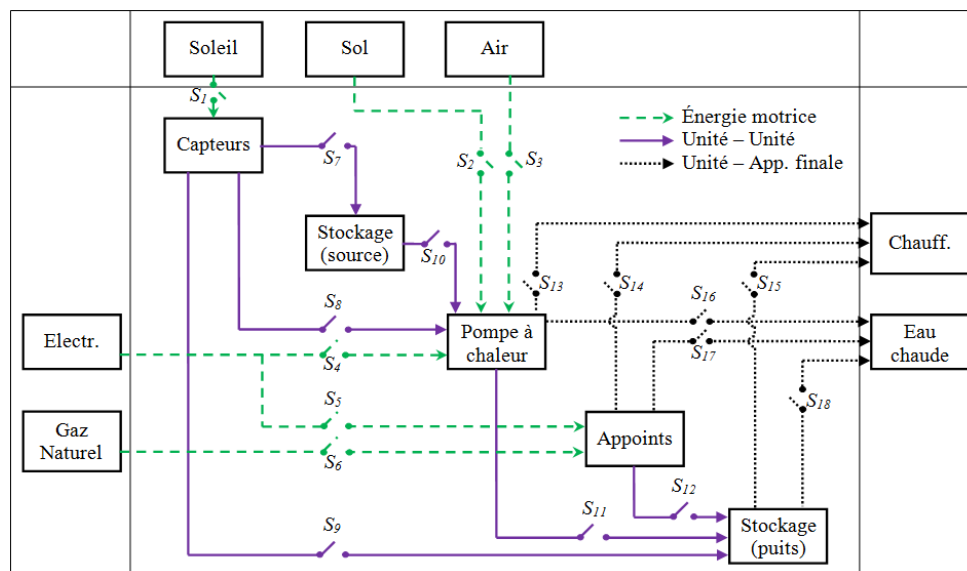 Soleil
Sol
Air
S1
Capteurs
S7
S2
S3
Énergie motrice
Unité – Unité
Unité – App. finale
Stockage
(source)
S10
Chauff.
S13
S14
S15
S8
S16
Electr.
Pompe à
chaleur
Eau
chaude
S4
S17
S5
S18
Gaz
Naturel
Appoints
S6
S12
S11
S9
Stockage
(puits)